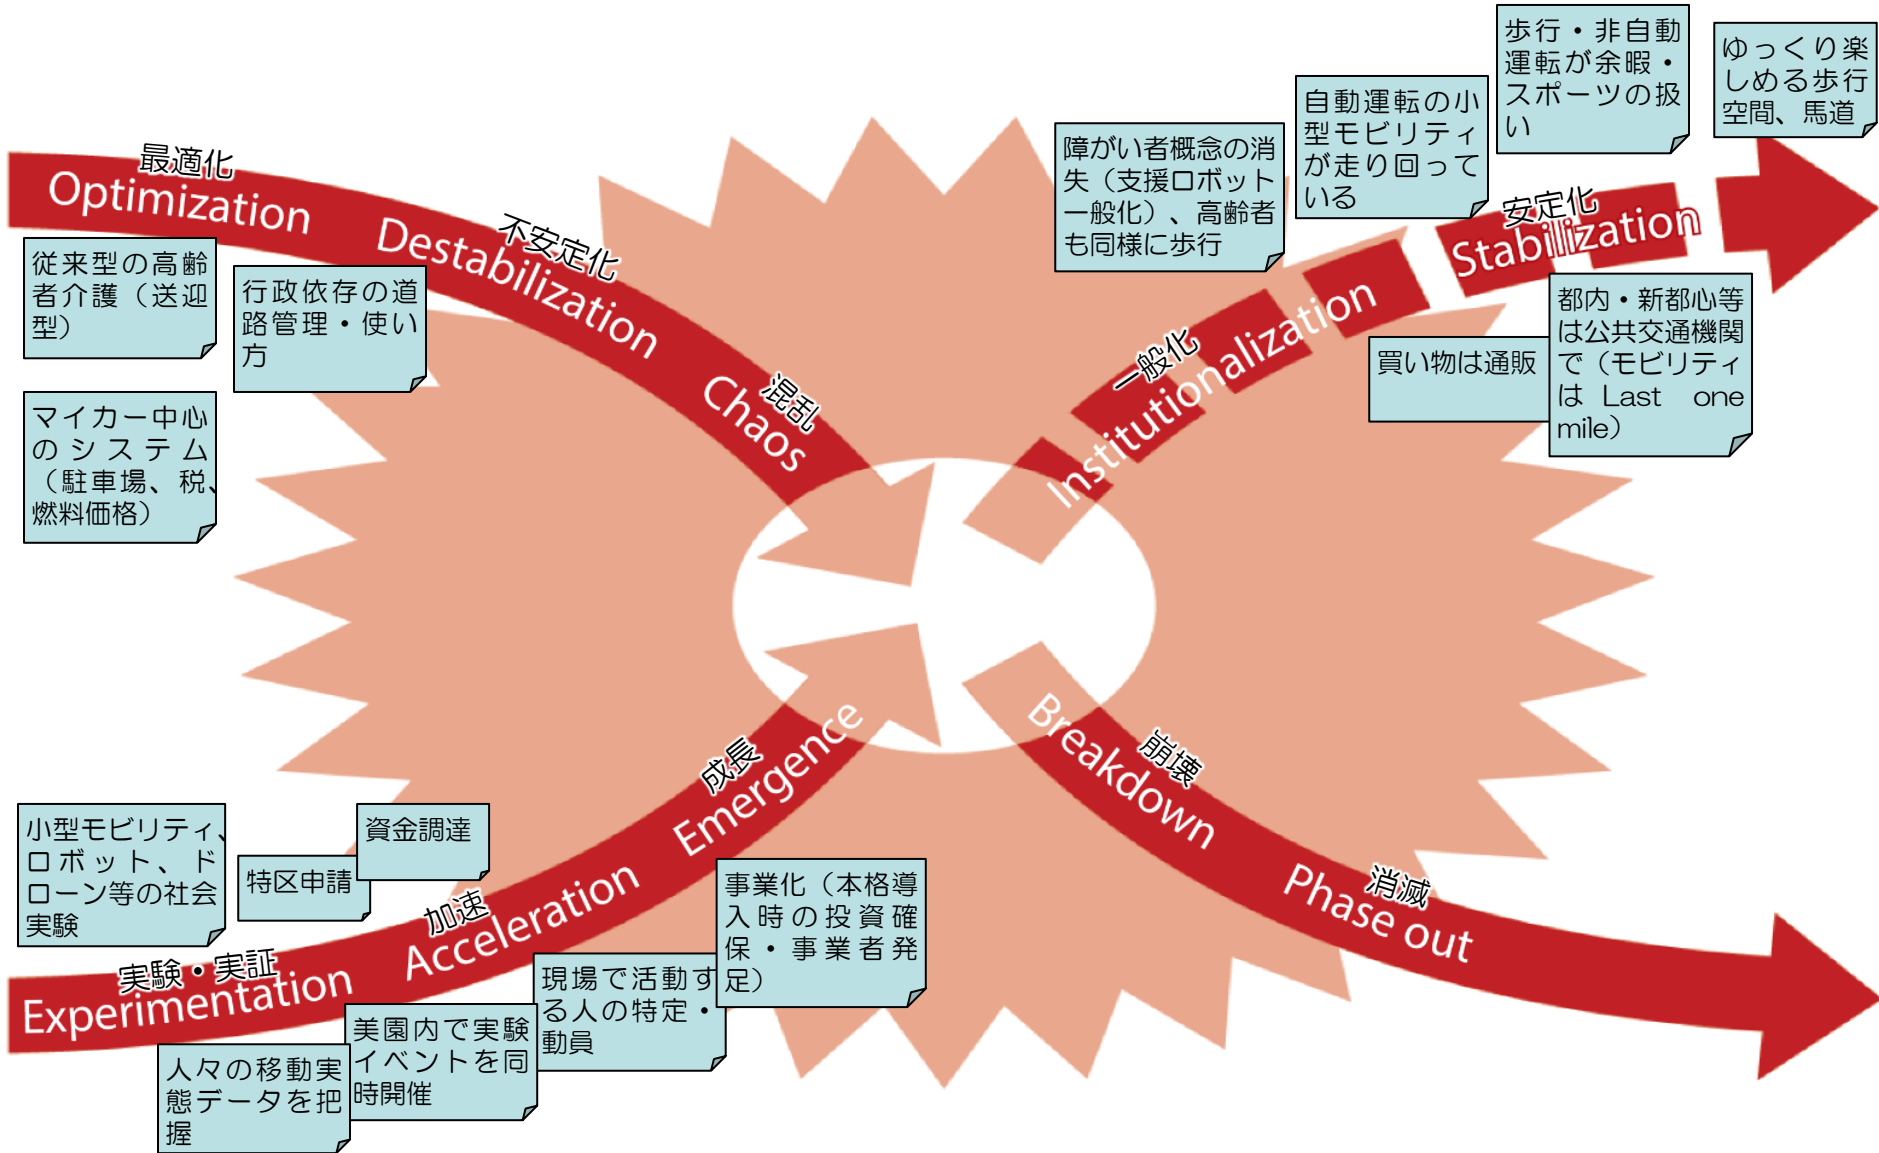 歩行・非自動
運転が余暇・
スポーツの扱
い
ゆっくり楽
しめる歩行
空間、馬道
自動運転の小
型モビリティ
が走り回って
いる
障がい者概念の消
失（支援ロボット
一般化）、高齢者
も同様に歩行
最適化
Optimization
不安定化
Destabilization
混乱
Chaos
従来型の高齢
者介護（送迎
型）
行政依存の道
路管理・使い
方
マイカー中心
のシステム
（駐車場、税、
燃料価格）
安定化
Stabilization
一般化
Institutionalization
買い物は通販
都内・新都心等
は公共交通機関
で（モビリティ
は Last one
mile）
成長
Emergence
加速
Acceleration
実験・実証
Experimentation
崩壊
Breakdown
消滅
Phase out
小型モビリティ、
ロボット、ド
ローン等の社会
実験
特区申請
資金調達
事業化（本格導
入時の投資確
保・事業者発
足）
現場で活動す
る人の特定・
動員
美園内で実験
イベントを同
時開催
人々の移動実
態データを把
握